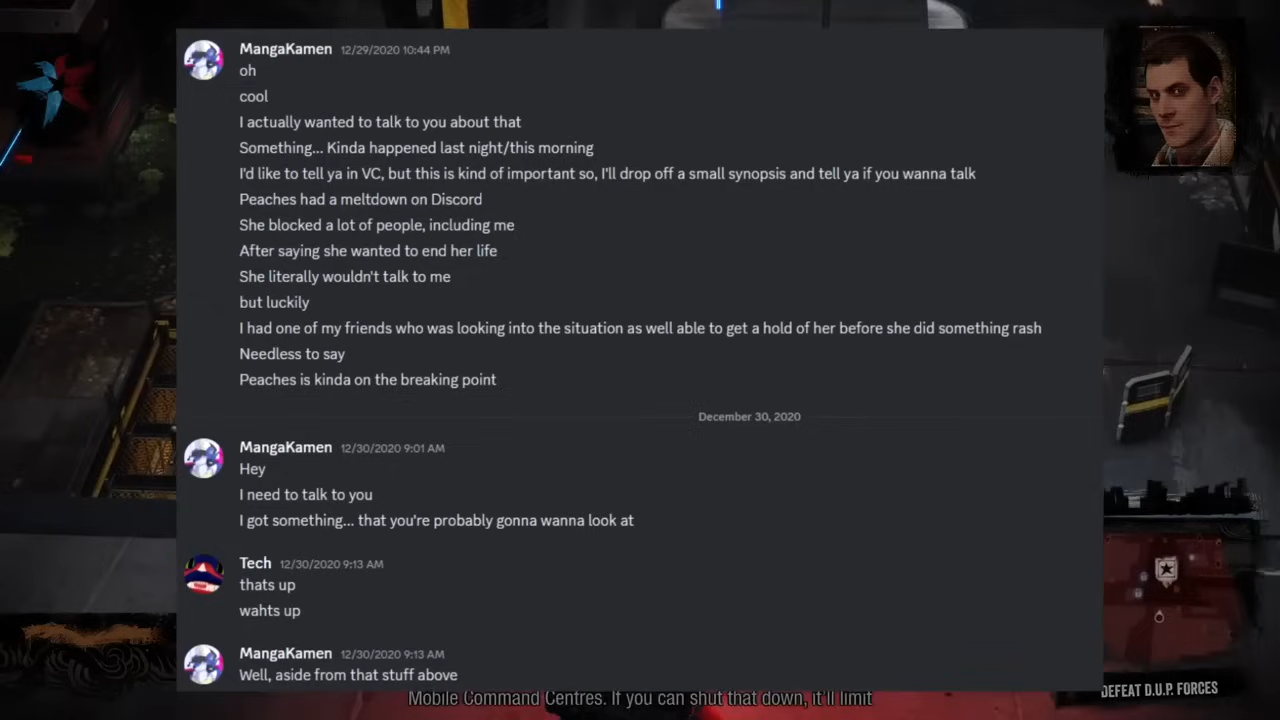 MangaKamen 12/29/2020 10:44 PM
oh
cool
I actually wanted to talk to you about that
Something... Kinda happened last night/this morning
I'd like to tell ya in VC, but this is kind of important so, I'll drop off a small synopsis and tell ya if you wanna talk
Peaches had a meltdown on Discord
She blocked a lot of people, including me
After saying she wanted to end her life
She literally wouldn't talk to me
but luckily
I had one of my friends who was looking into the situation as well able to get a hold of her before she did something rash
Needless to say
Peaches is kinda on the breaking point
December 30, 2020
MangaKamen 12/30/2020 9:01 AM
Hey
I need to talk to you
I got something... that you're probably gonna wanna look at
Tech 12/30/2020 9:13 AM
thats up
wahts up
MangaKamen 12/30/2020 9:13 AM
Well, aside from that stuff above
Mobile Command Centres. If you can shut that down, it'll limit
DEFEAT D.U.P. FORCES